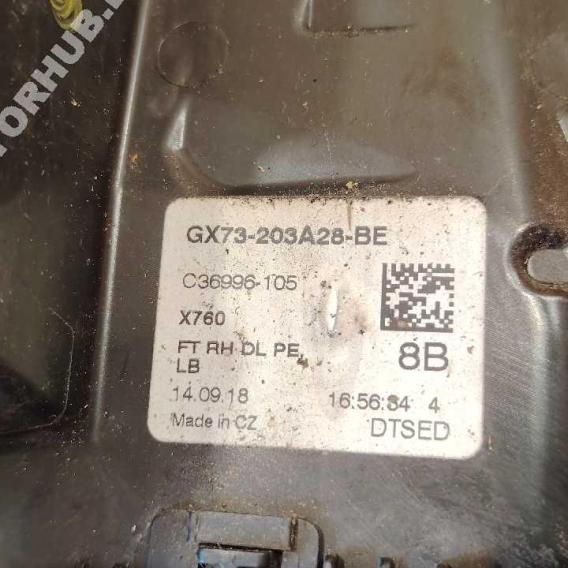 TORHUB.
GX73-203A28-BE
C36996-105
X760
FT RH DL PE,
8B
LB
14.09.18 16:56:34 4
Made in CZ DTSED